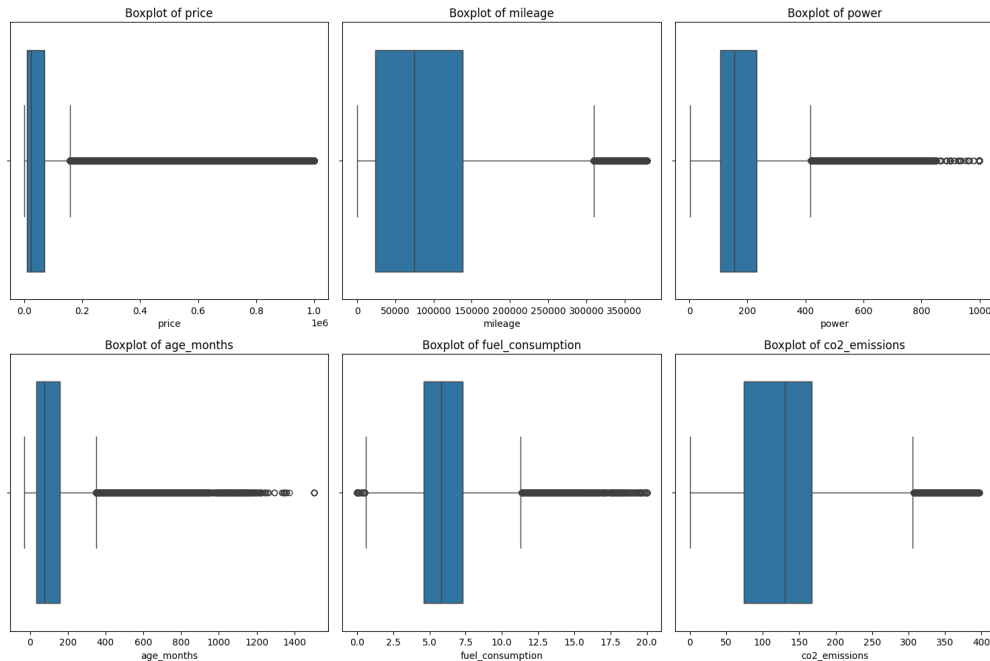 Boxplot of price
0.0 0.2 0.4 0.6 0.8 1.0
1e6
price
Boxplot of mileage
0 50000 100000 150000 200000 250000 300000 350000
mileage
Boxplot of power
0 200 400 600 800 1000
power
Boxplot of age_months
0 200 400 600 800 1000 1200 1400
age_months
Boxplot of fuel_consumption
0.0 2.5 5.0 7.5 10.0 12.5 15.0 17.5 20.0
fuel_consumption
Boxplot of co2_emissions
0 50 100 150 200 250 300 350 400
co2_emissions